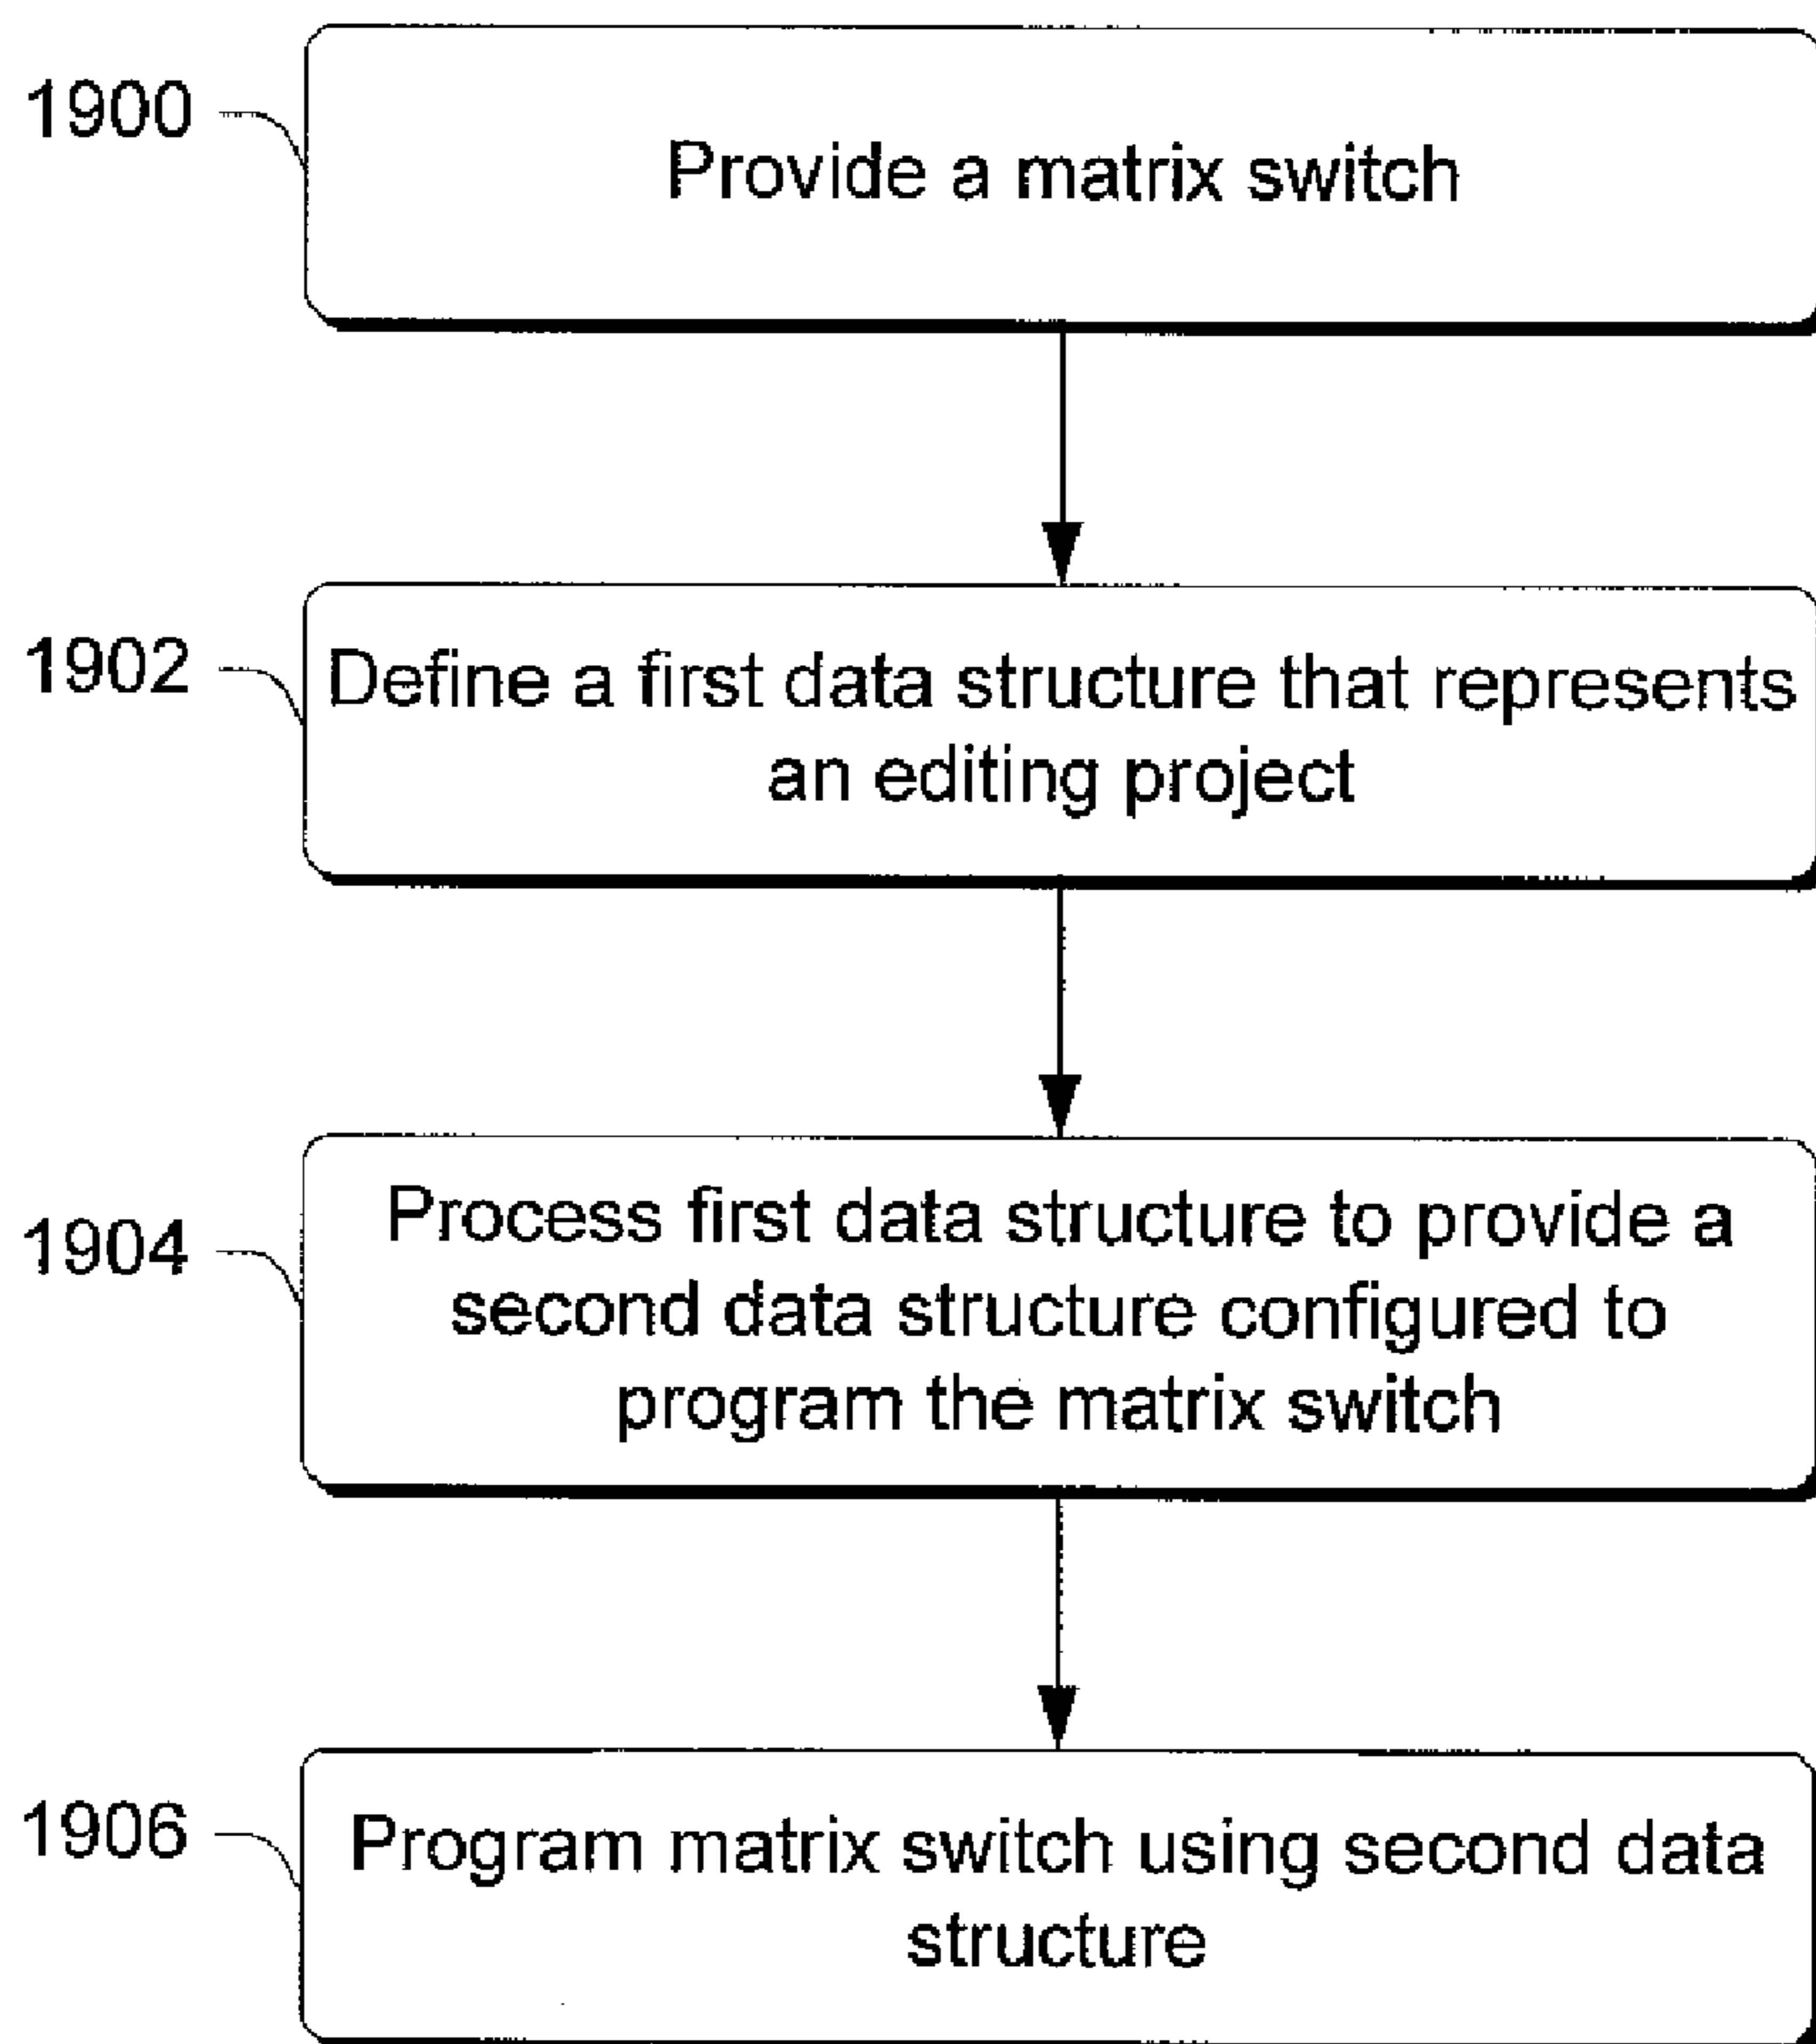 1900
Provide a matrix switch
1902
Define a first data structure that represents
an editing project
1904
Process first data structure to provide a
second data structure configured to
program the matrix switch
1906
Program matrix switch using second data
structure